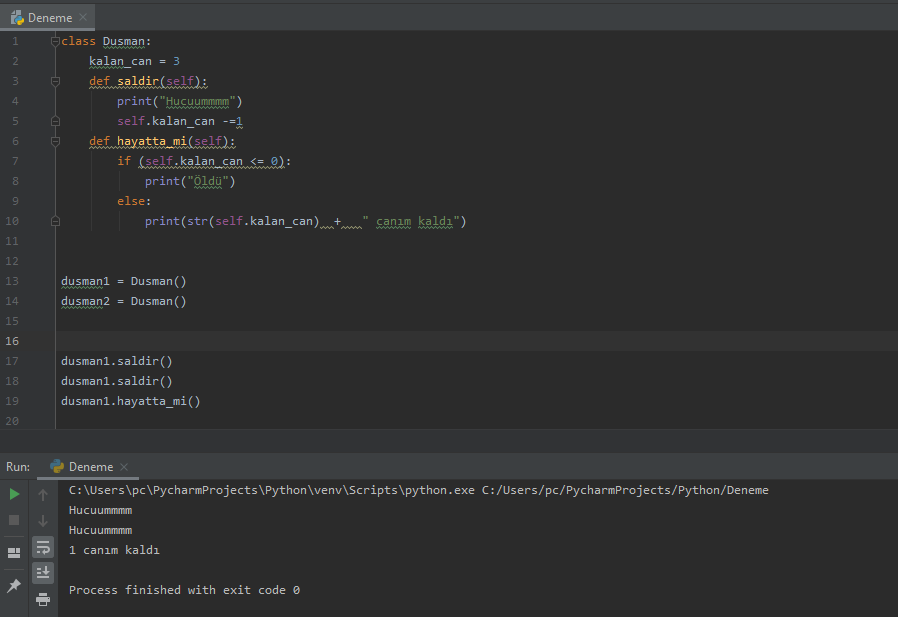 Deneme
1 class Dusman:
2 kalan_can = 3
3 def saldir(self):
4 print("Hucuummmm")
5 self.kalan_can -=1
6 def hayatta_mi(self):
7 if (self.kalan_can <= 0):
8 print("Öldü")
9 else:
10 print(str(self.kalan_can)  +   " canım kaldı")
11
12
13 dusman1 = Dusman()
14 dusman2 = Dusman()
15
16
17 dusman1.saldir()
18 dusman1.saldir()
19 dusman1.hayatta_mi()
20
Run: Deneme
C:\Users\pc\PycharmProjects\Python\venv\Scripts\python.exe C:/Users/pc/PycharmProjects/Python/Deneme
Hucuummmm
Hucuummmm
1 canım kaldı
Process finished with exit code 0